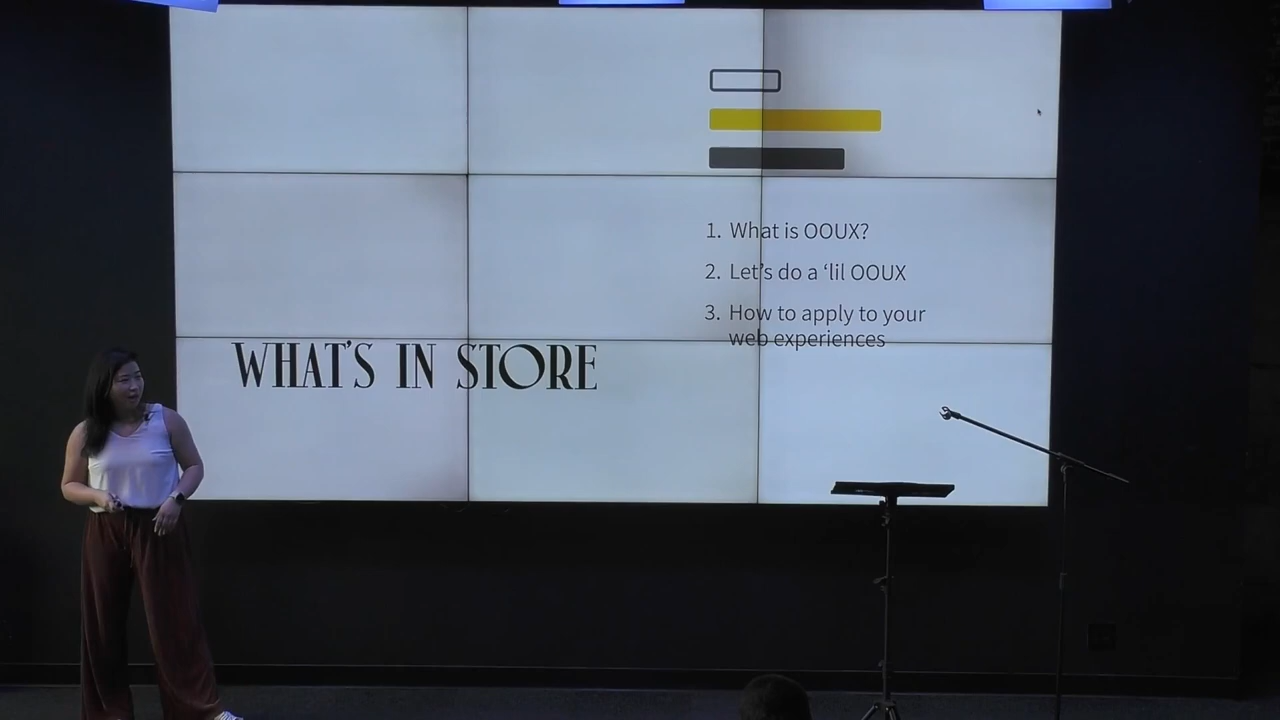 WHAT'S IN STORE
1. What is OOUX?
2. Let's do a ‘lil OOUX
3. How to apply to your
web experiences